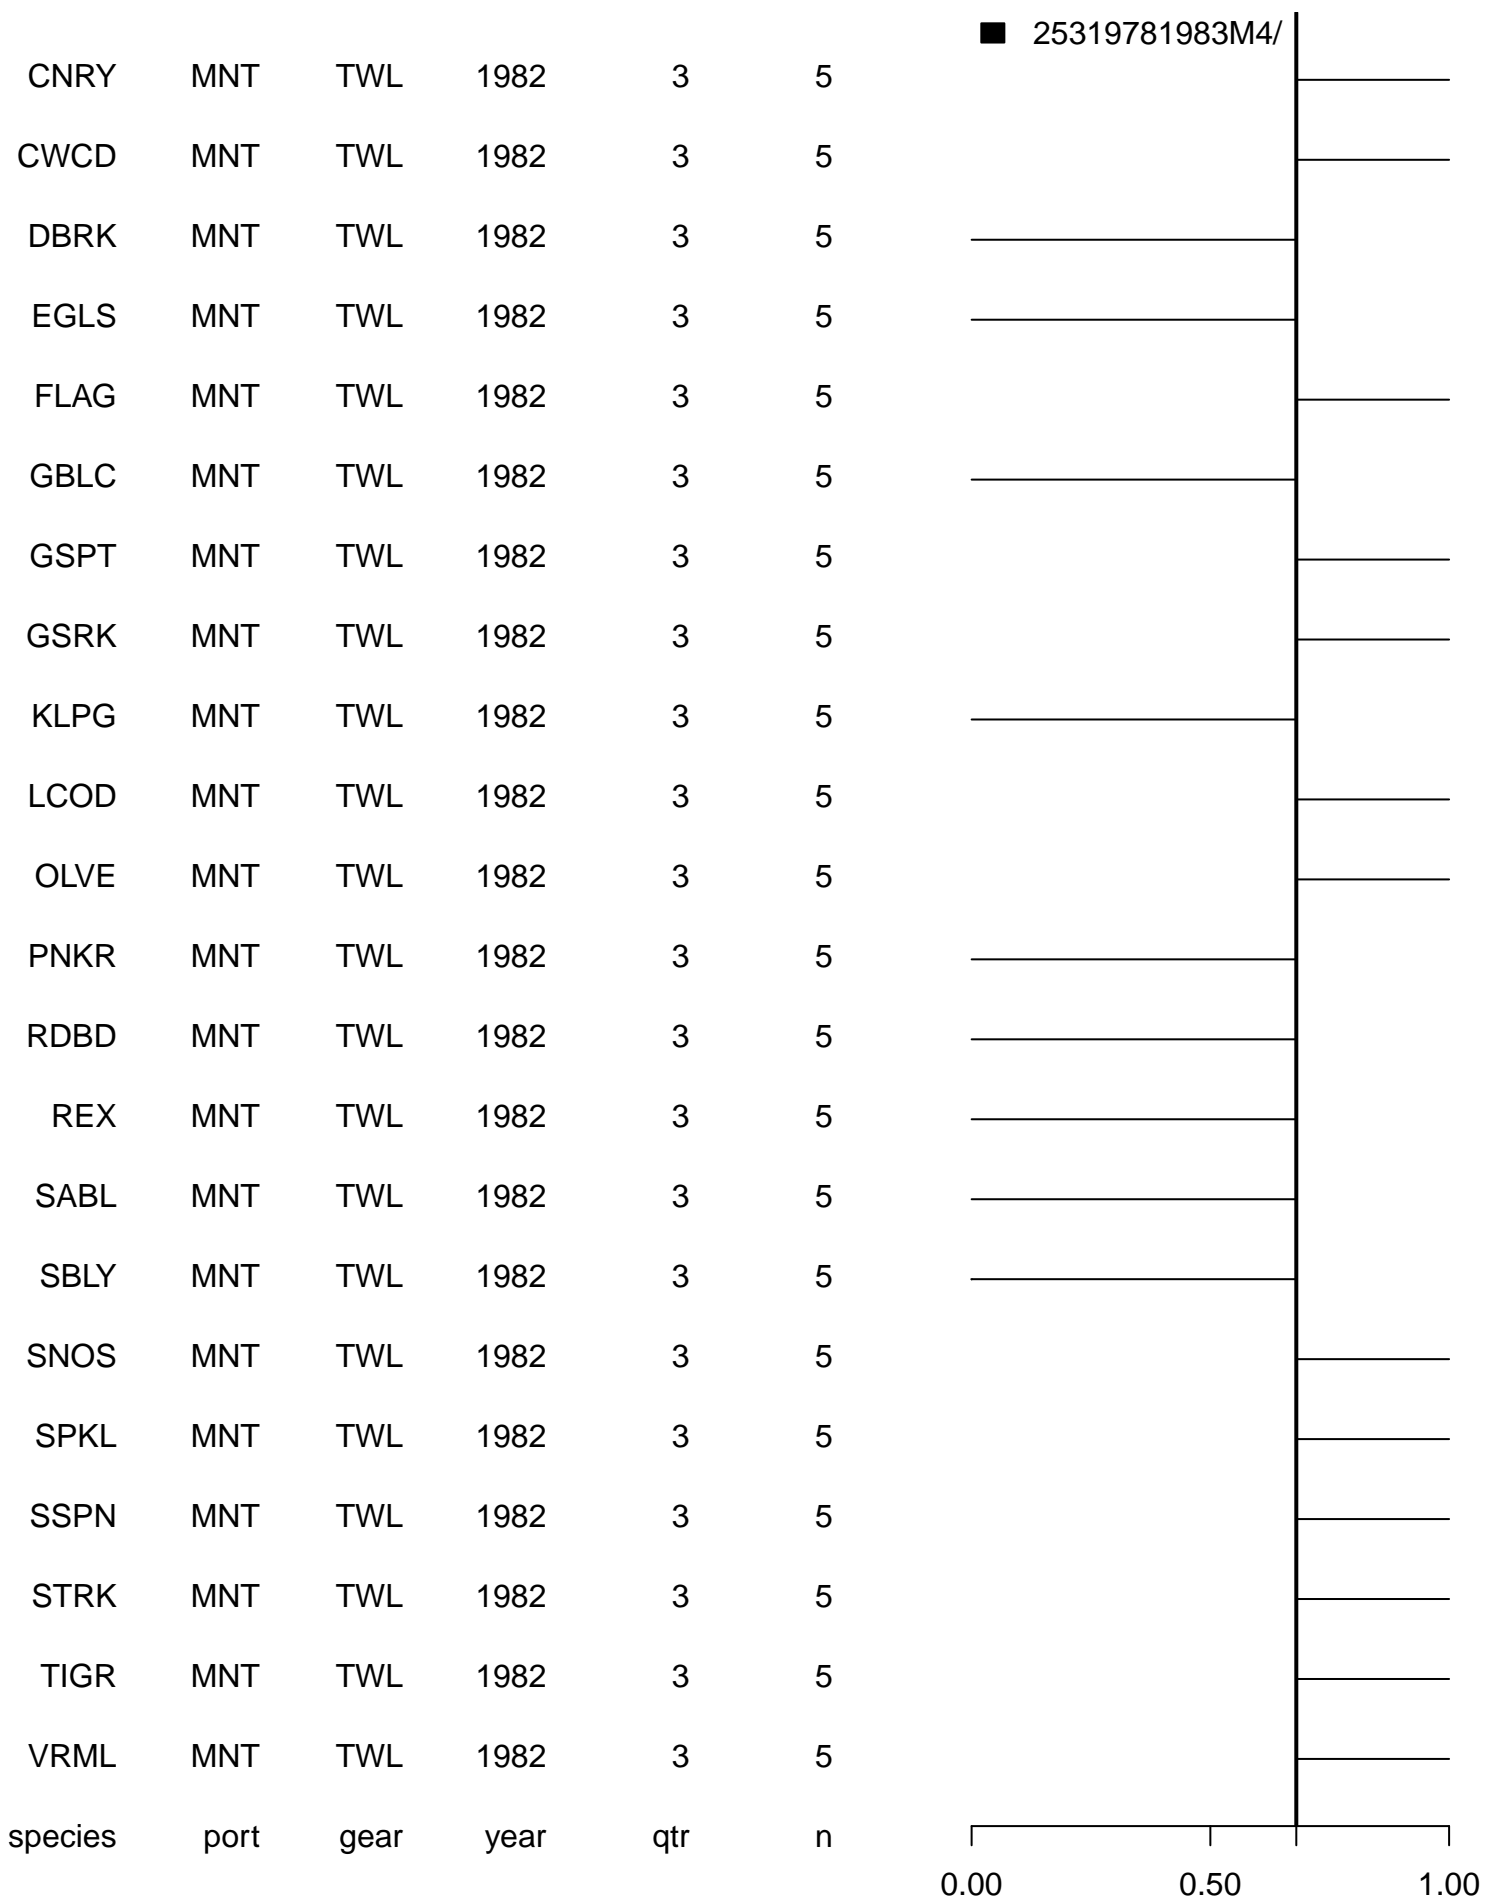 25319781983M4/
CNRY MNT TWL 1982 3 5
CWCD MNT TWL 1982 3 5
DBRK MNT TWL 1982 3 5
EGLS MNT TWL 1982 3 5
FLAG MNT TWL 1982 3 5
GBLC MNT TWL 1982 3 5
GSPT MNT TWL 1982 3 5
GSRK MNT TWL 1982 3 5
KLPG MNT TWL 1982 3 5
LCOD MNT TWL 1982 3 5
OLVE MNT TWL 1982 3 5
PNKR MNT TWL 1982 3 5
RDBD MNT TWL 1982 3 5
REX MNT TWL 1982 3 5
SABL MNT TWL 1982 3 5
SBLY MNT TWL 1982 3 5
SNOS MNT TWL 1982 3 5
SPKL MNT TWL 1982 3 5
SSPN MNT TWL 1982 3 5
STRK MNT TWL 1982 3 5
TIGR MNT TWL 1982 3 5
VRML MNT TWL 1982 3 5
species port gear year qtr n
0.00 0.50 1.00